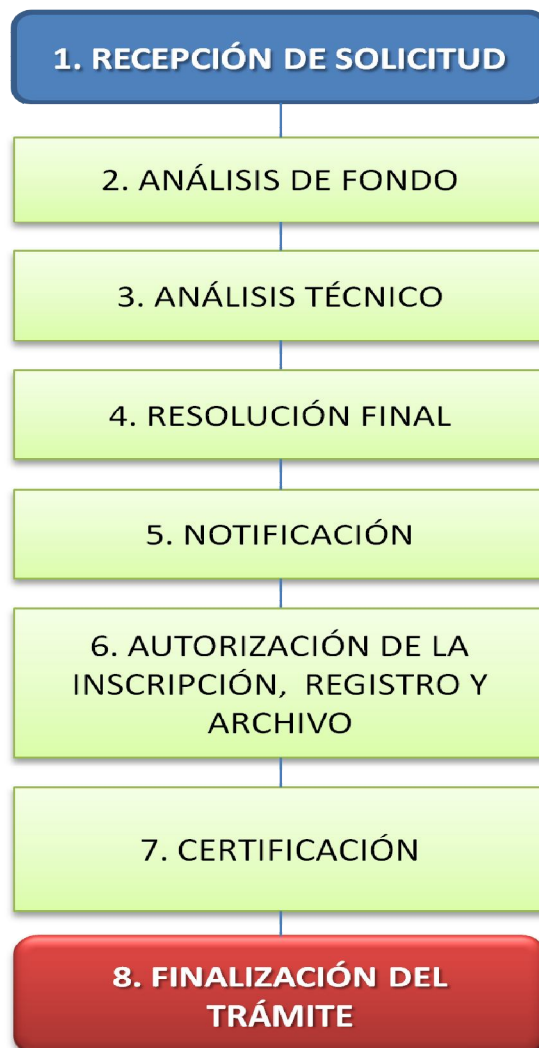 1. RECEPCIÓN DE SOLICITUD
2. ANÁLISIS DE FONDO
3. ANÁLISIS TÉCNICO
4. RESOLUCIÓN FINAL
5. NOTIFICACIÓN
6. AUTORIZACIÓN DE LA
INSCRIPCIÓN, REGISTRO Y
ARCHIVO
7. CERTIFICACIÓN
8. FINALIZACIÓN DEL
TRÁMITE